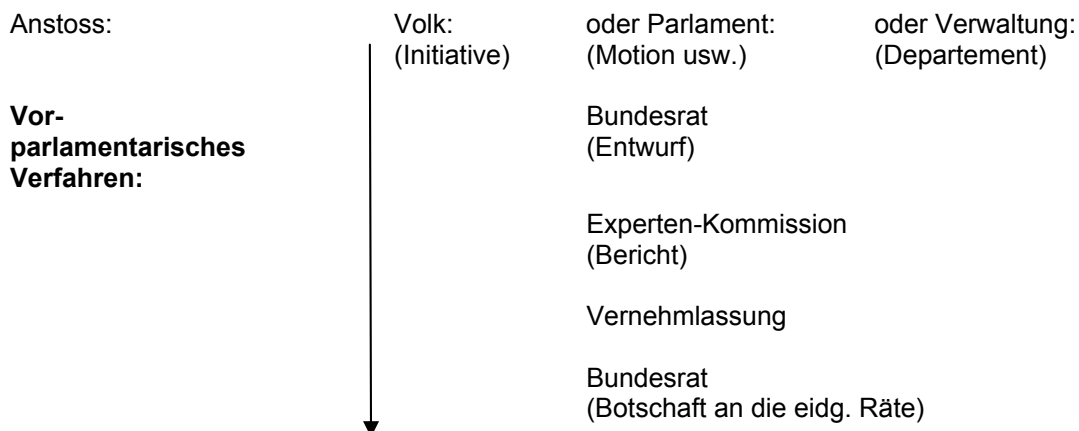 Anstoss: Volk: oder Parlament: oder Verwaltung:
(Initiative) (Motion usw.) (Departement)
Vor- Bundesrat
parlamentarisches (Entwurf)
Verfahren:
Experten-Kommission
(Bericht)
Vernehmlassung
Bundesrat
(Botschaft an die eidg. Räte)